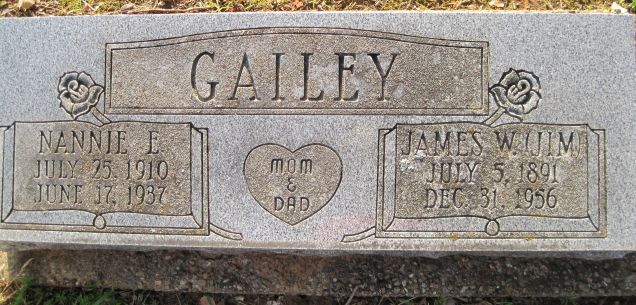 GAILEY
NANNIE E.
JULY 25, 1910
JUNE 17, 1937
MOM
&
DAD
JAMES W. (JIM)
JULY 5, 1891
DEC. 31, 1956